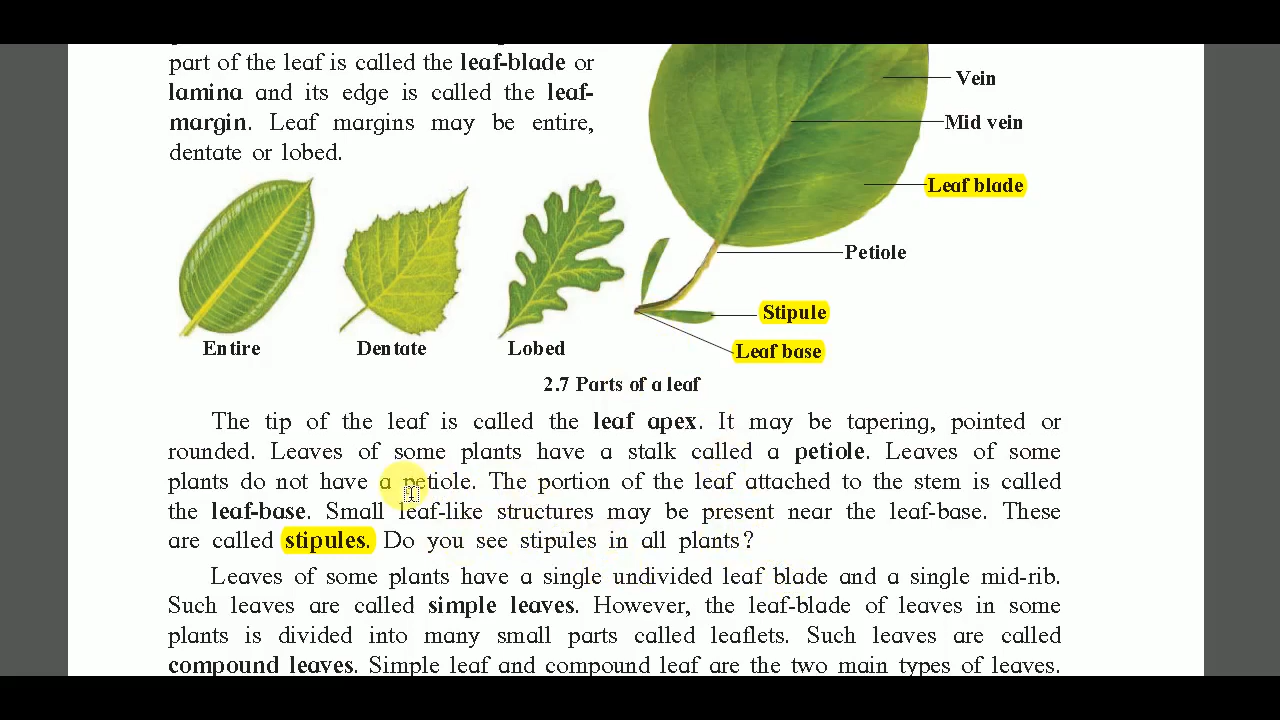 part of the leaf is called the leaf-blade or
lamina and its edge is called the leaf-
margin. Leaf margins may be entire,
dentate or lobed.
Vein
Mid vein
Leaf blade
Petiole
Stipule
Leaf base
Entire
Dentate
Lobed
2.7 Parts of a leaf
The tip of the leaf is called the leaf apex. It may be tapering, pointed or
rounded. Leaves of some plants have a stalk called a petiole. Leaves of some
plants do not have a petiole. The portion of the leaf attached to the stem is called
the leaf-base. Small leaf-like structures may be present near the leaf-base. These
are called stipules. Do you see stipules in all plants?
Leaves of some plants have a single undivided leaf blade and a single mid-rib.
Such leaves are called simple leaves. However, the leaf-blade of leaves in some
plants is divided into many small parts called leaflets. Such leaves are called
compound leaves. Simple leaf and compound leaf are the two main types of leaves.